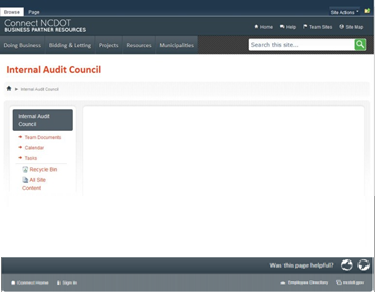 Browse Page Site Actions
Connect NCDOT
BUSINESS PARTNER RESOURCES
Home Help Team Sites Site Map
Doing Business Bidding & Letting Projects Resources Municipalities Search this site...
Internal Audit Council
Internal Audit Council
Internal Audit
Council
Team Documents
Calendar
Tasks
Recycle Bin
All Site
Content
Was this page helpful?
Connect Home Sign In Employee Directory ncdot.gov